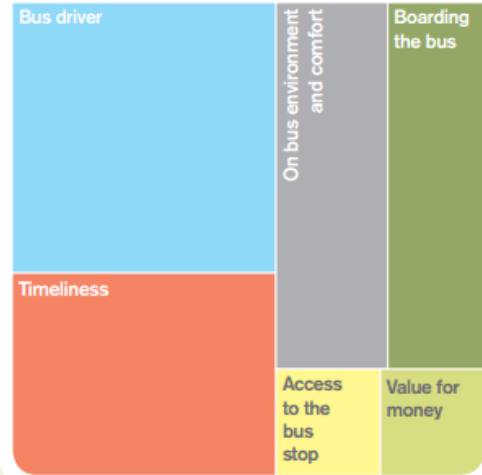 Bus driver
On bus environment
and comfort
Boarding
the bus
Timeliness
Access
to the
bus
stop
Value for
money